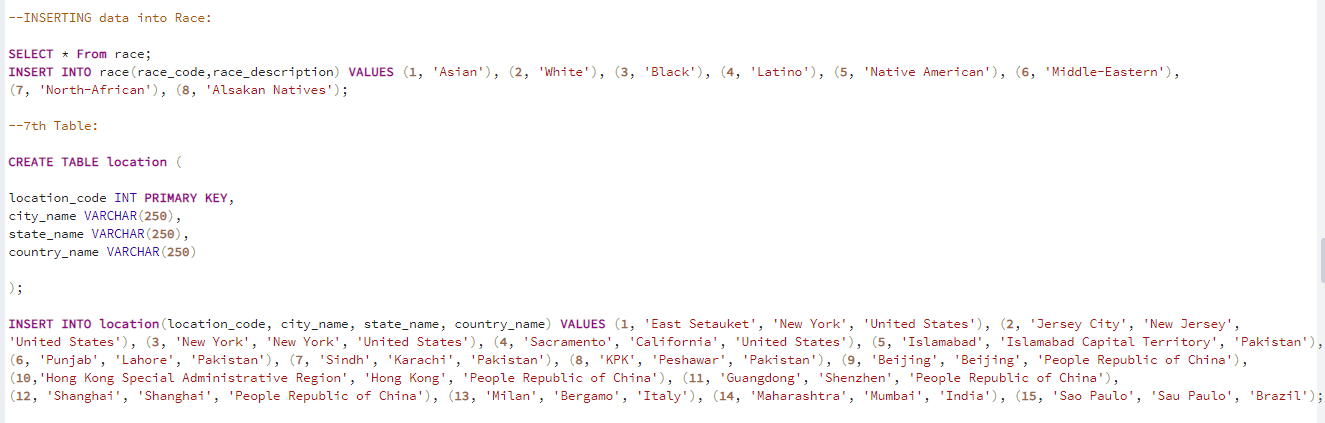 --INSERTING data into Race:
SELECT * From race;
INSERT INTO race(race_code,race_description) VALUES (1, 'Asian'), (2, 'White'), (3, 'Black'), (4, 'Latino'), (5, 'Native American'), (6, 'Middle-Eastern'),
(7, 'North-African'), (8, 'Alsakan Natives');
--7th Table:
CREATE TABLE location (
location_code INT PRIMARY KEY,
city_name VARCHAR(250),
state_name VARCHAR(250),
country_name VARCHAR(250)
);
INSERT INTO location(location_code, city_name, state_name, country_name) VALUES (1, 'East Setauket', 'New York', 'United States'), (2, 'Jersey City', 'New Jersey',
'United States'), (3, 'New York', 'New York', 'United States'), (4, 'Sacramento', 'California', 'United States'), (5, 'Islamabad', 'Islamabad Capital Territory', 'Pakistan'),
(6, 'Punjab', 'Lahore', 'Pakistan'), (7, 'Sindh', 'Karachi', 'Pakistan'), (8, 'KPK', 'Peshawar', 'Pakistan'), (9, 'Beijing', 'Beijing', 'People Republic of China'),
(10,'Hong Kong Special Administrative Region', 'Hong Kong', 'People Republic of China'), (11, 'Guangdong', 'Shenzhen', 'People Republic of China'),
(12, 'Shanghai', 'Shanghai', 'People Republic of China'), (13, 'Milan', 'Bergamo', 'Italy'), (14, 'Maharashtra', 'Mumbai', 'India'), (15, 'Sao Paulo', 'Sau Paulo', 'Brazil');